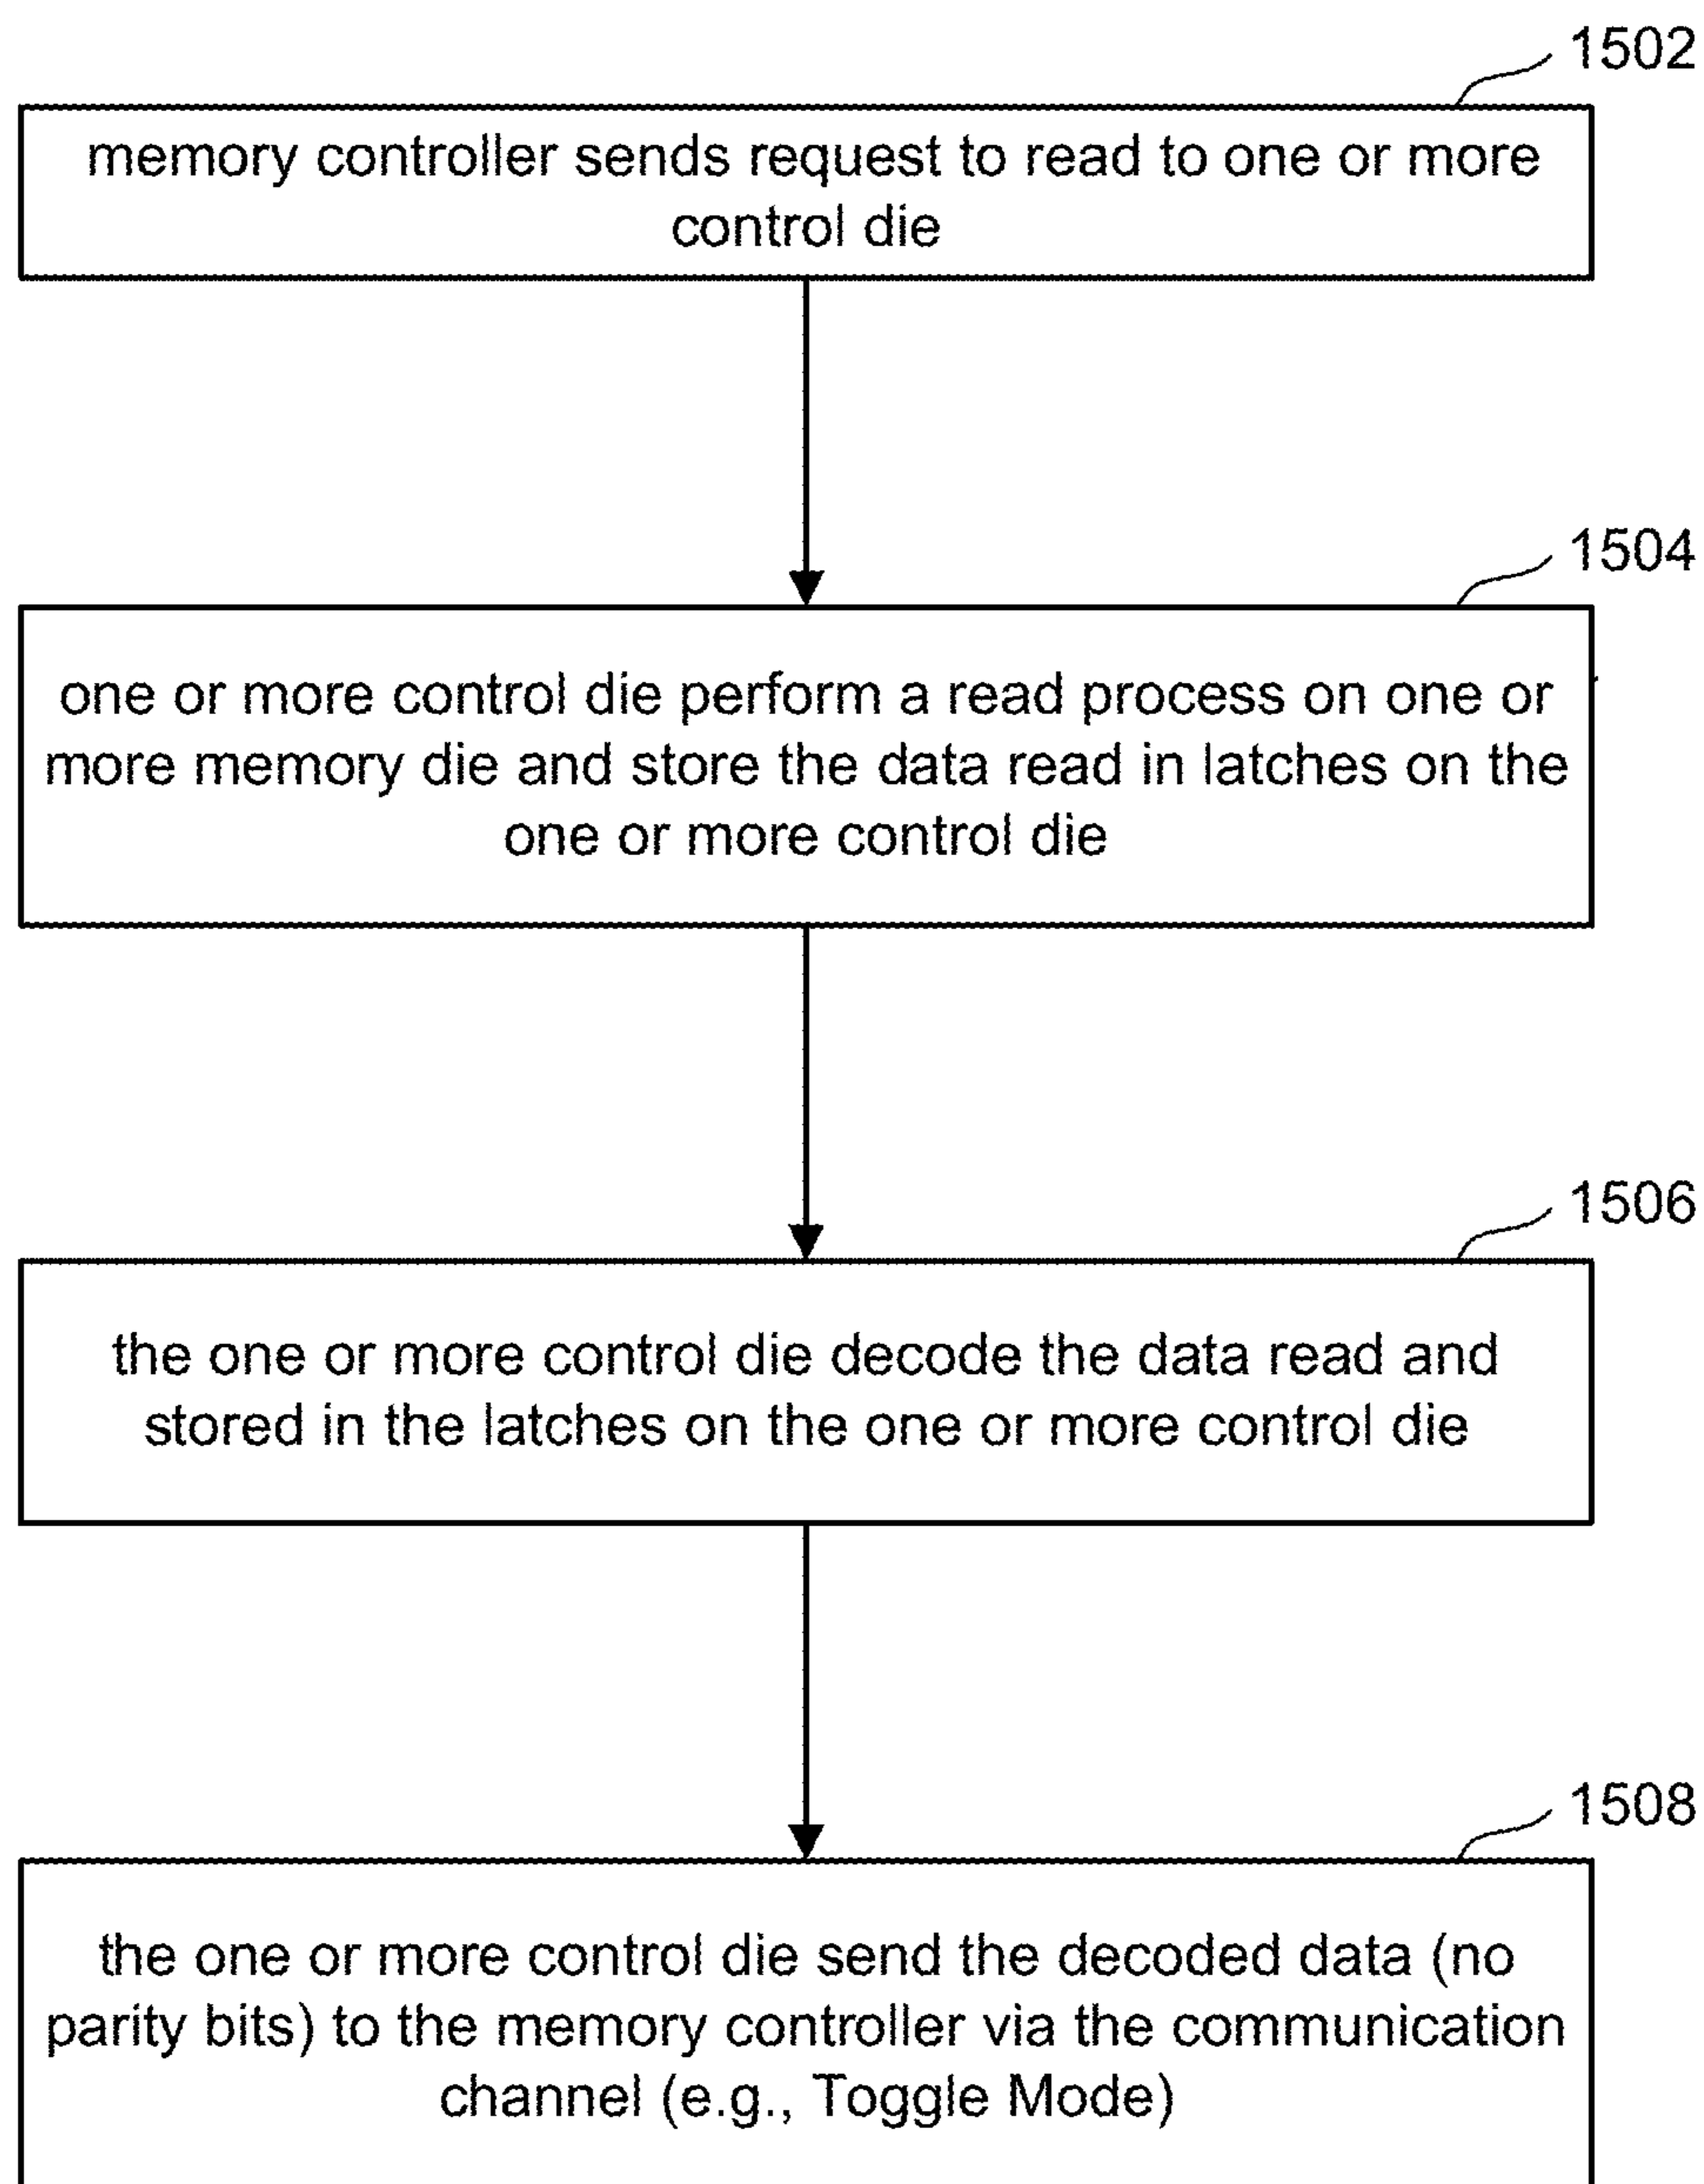 1502
memory controller sends request to read to one or more
control die
1504
one or more control die perform a read process on one or
more memory die and store the data read in latches on the
one or more control die
1506
the one or more control die decode the data read and
stored in the latches on the one or more control die
1508
the one or more control die send the decoded data (no
parity bits) to the memory controller via the communication
channel (e.g., Toggle Mode)